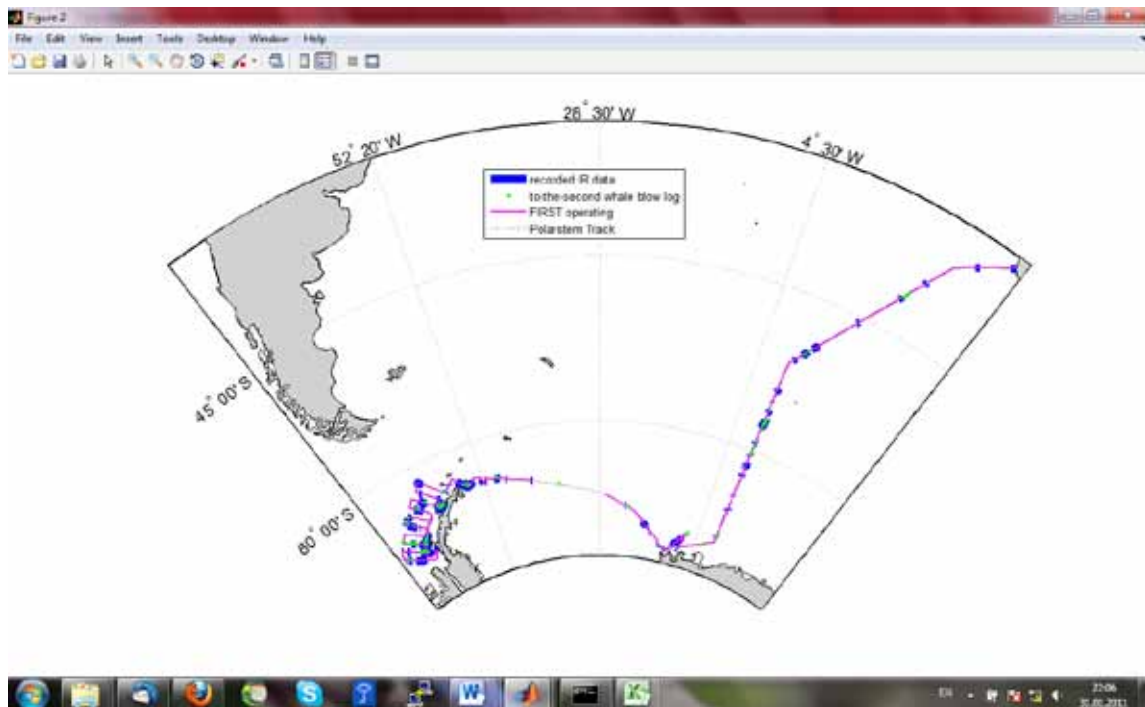 Figure 2
File Edit View Insert Tools Desktop Window Help
52° 20' W
28° 30' W
4° 30' W
recorded IR data
to-the-second whale blow log
FIRST operating
Polarstern Track
45° 00' S
60° 00' S
EN
22:06